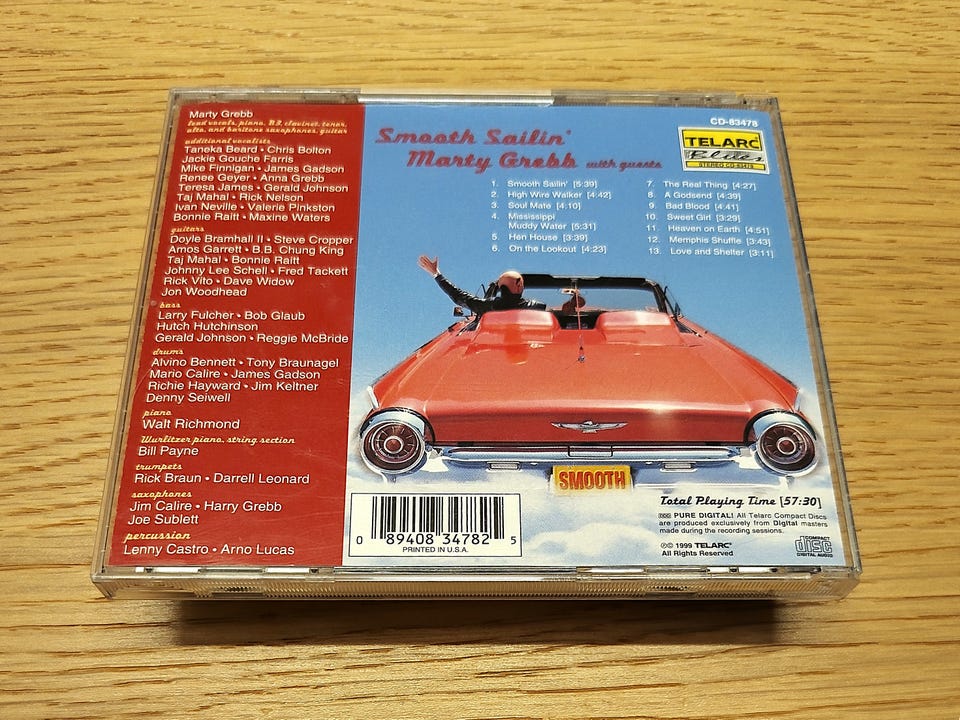 Marty Grebb
lead vocals, piano, B3, clavinet, tenor,
alto, and baritone saxophones, guitar
additional vocalists
Taneka Beard • Chris Bolton
Jackie Gouche Farris
Mike Finnigan • James Gadson
Renee Geyer • Anna Grebb
Teresa James • Gerald Johnson
Taj Mahal • Rick Nelson
Ivan Neville • Valerie Pinkston
Bonnie Raitt • Maxine Waters
guitars
Doyle Bramhall II • Steve Cropper
Amos Garrett • B.B. Chung King
Taj Mahal • Bonnie Raitt
Johnny Lee Schell • Fred Tackett
Rick Vito • Dave Widow
Jon Woodhead
bass
Larry Fulcher • Bob Glaub
Hutch Hutchinson
Gerald Johnson • Reggie McBride
drums
Alvino Bennett • Tony Braunagel
Mario Calire • James Gadson
Richie Hayward • Jim Keltner
Denny Seiwell
piano
Walt Richmond
Wurlitzer piano, string section
Bill Payne
trumpets
Rick Braun • Darrell Leonard
saxophones
Jim Calire • Harry Grebb
Joe Sublett
percussion
Lenny Castro • Arno Lucas
CD-83478
TELARC
Blues
STEREO CD-83478
Smooth Sailin'
Marty Grebb with guests
1. Smooth Sailin' [5:39]
2. High Wire Walker [4:42]
3. Soul Mate [4:10]
4. Mississippi
Muddy Water [5:31]
5. Hen House [3:39]
6. On the Lookout [4:23]
7. The Real Thing [4:27]
8. A Godsend [4:39]
9. Bad Blood [4:41]
10. Sweet Girl [3:29]
11. Heaven on Earth [4:51]
12. Memphis Shuffle [3:43]
13. Love and Shelter [3:11]
SMOOTH
0 89408 34782 5
PRINTED IN U.S.A.
Total Playing Time [57:30]
DDD PURE DIGITAL! All Telarc Compact Discs
are produced exclusively from Digital masters
made during the recording sessions.
℗© 1999 TELARC®
All Rights Reserved
COMPACT
disc
DIGITAL AUDIO